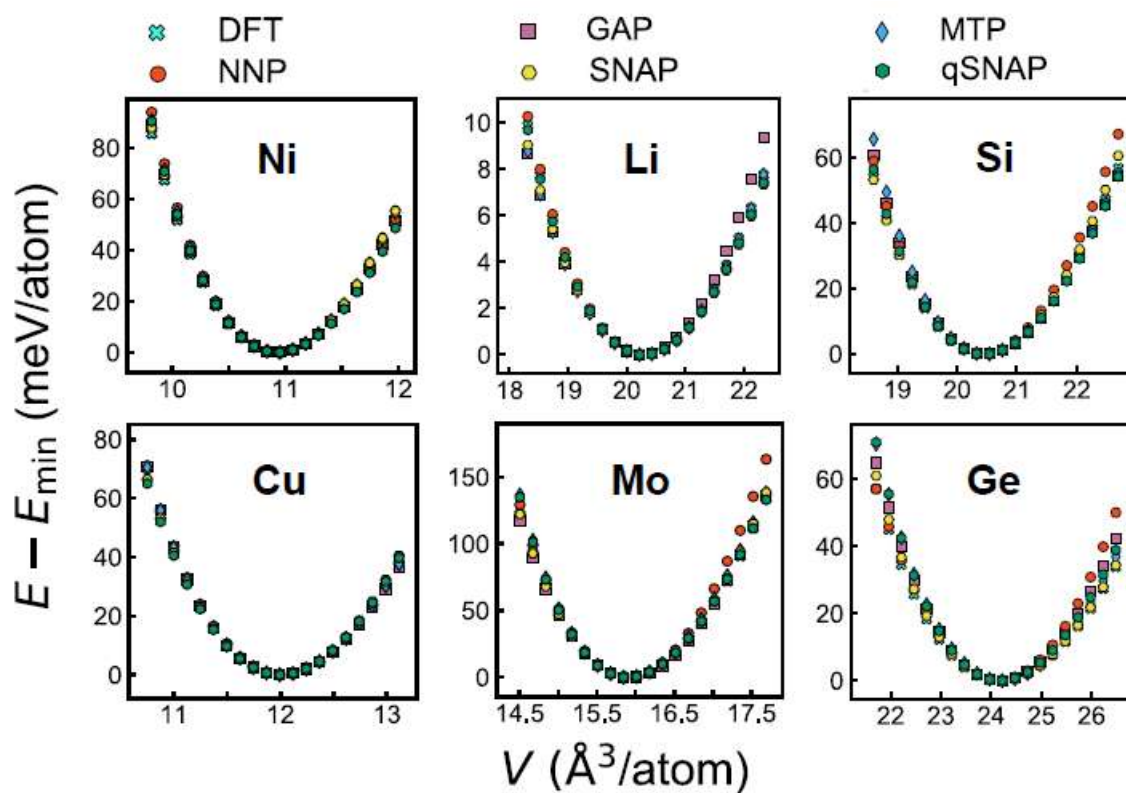 DFT GAP MTP
NNP SNAP qSNAP
E − Emin (meV/atom)
Ni
80
60
40
20
0
10 11 12
Li
10
8
6
4
2
0
18 19 20 21 22
Si
60
40
20
0
19 20 21 22
Cu
80
60
40
20
0
11 12 13
Mo
150
100
50
0
14.5 15.5 16.5 17.5
Ge
60
40
20
0
22 23 24 25 26
V (Å³/atom)